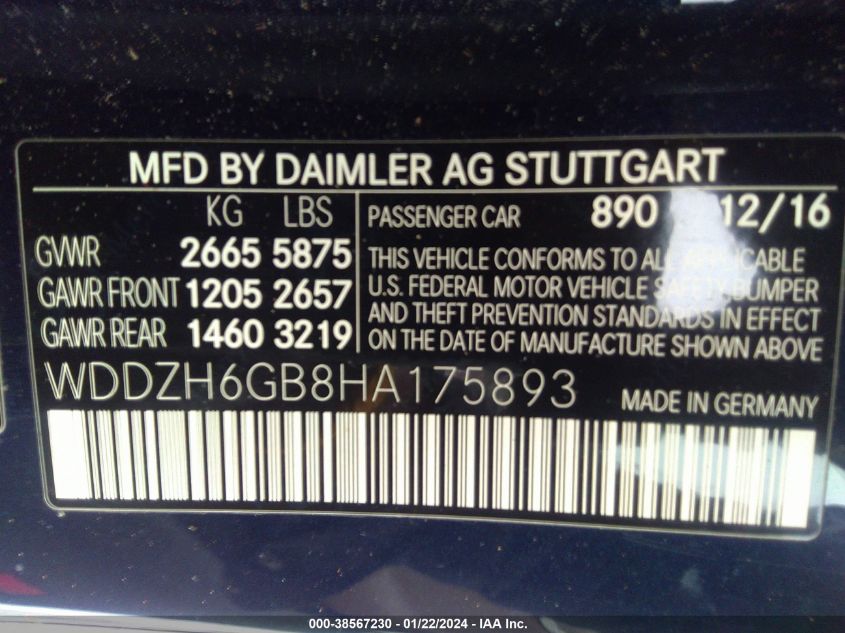 MFD BY DAIMLER AG STUTTGART
KG LBS
GVWR 2665 5875
GAWR FRONT 1205 2657
GAWR REAR 1460 3219
PASSENGER CAR 890 12/16
THIS VEHICLE CONFORMS TO ALL APPLICABLE
U.S. FEDERAL MOTOR VEHICLE SAFETY BUMPER
AND THEFT PREVENTION STANDARDS IN EFFECT
ON THE DATE OF MANUFACTURE SHOWN ABOVE
WDDZH6GB8HA175893
MADE IN GERMANY
000-38567230 - 01/22/2024 - IAA Inc.